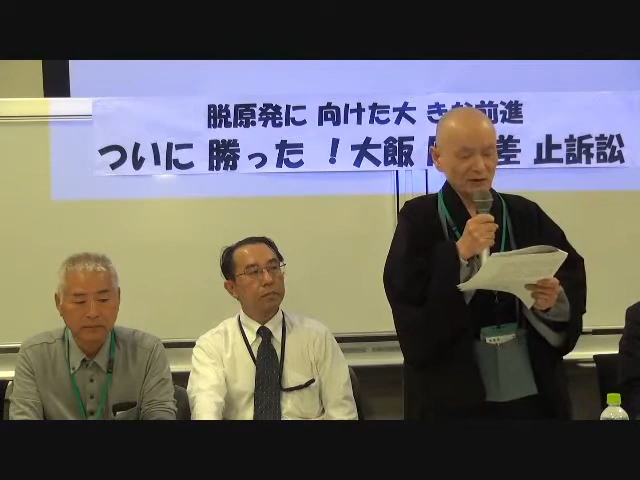 脱原発に 向けた大 きな前進
ついに 勝った ！大飯 差 止訴訟